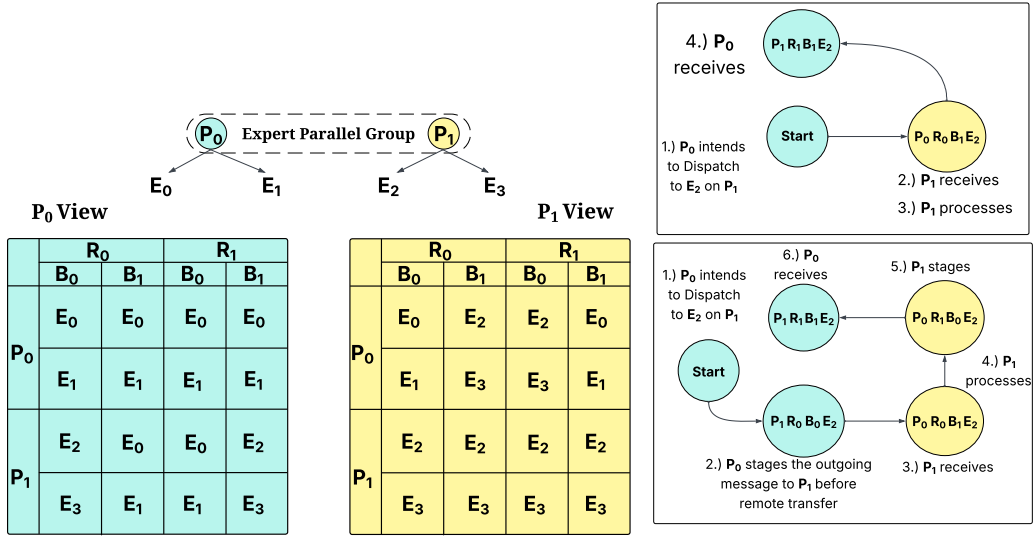 P0 Expert Parallel Group P1
E0 E1 E2 E3
P0 View
R0 R1
B0 B1 B0 B1
P0
E0 E0 E0 E0
E1 E1 E1 E1
P1
E2 E0 E0 E2
E3 E1 E1 E3
P1 View
R0 R1
B0 B1 B0 B1
P0
E0 E2 E2 E0
E1 E3 E3 E1
P1
E2 E2 E2 E2
E3 E3 E3 E3
4.) P0
receives
P1 R1 B1 E2
Start
P0 R0 B1 E2
1.) P0 intends
to Dispatch
to E2 on P1
2.) P1 receives
3.) P1 processes
1.) P0 intends
to Dispatch
to E2 on P1
6.) P0
receives
5.) P1 stages
P1 R1 B1 E2
P0 R1 B0 E2
Start
4.) P1
processes
P1 R0 B0 E2
P0 R0 B1 E2
2.) P0 stages the outgoing
message to P1 before
remote transfer
3.) P1 receives